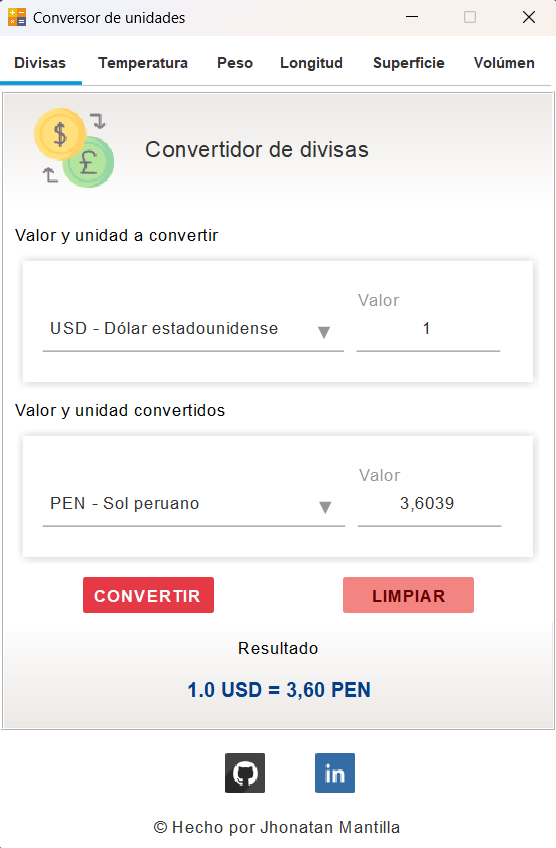 Conversor de unidades
Divisas Temperatura Peso Longitud Superficie Volúmen
$
£
Convertidor de divisas
Valor y unidad a convertir
Valor
USD - Dólar estadounidense 1
Valor y unidad convertidos
Valor
PEN - Sol peruano 3,6039
CONVERTIR LIMPIAR
Resultado
1.0 USD = 3,60 PEN
in
© Hecho por Jhonatan Mantilla